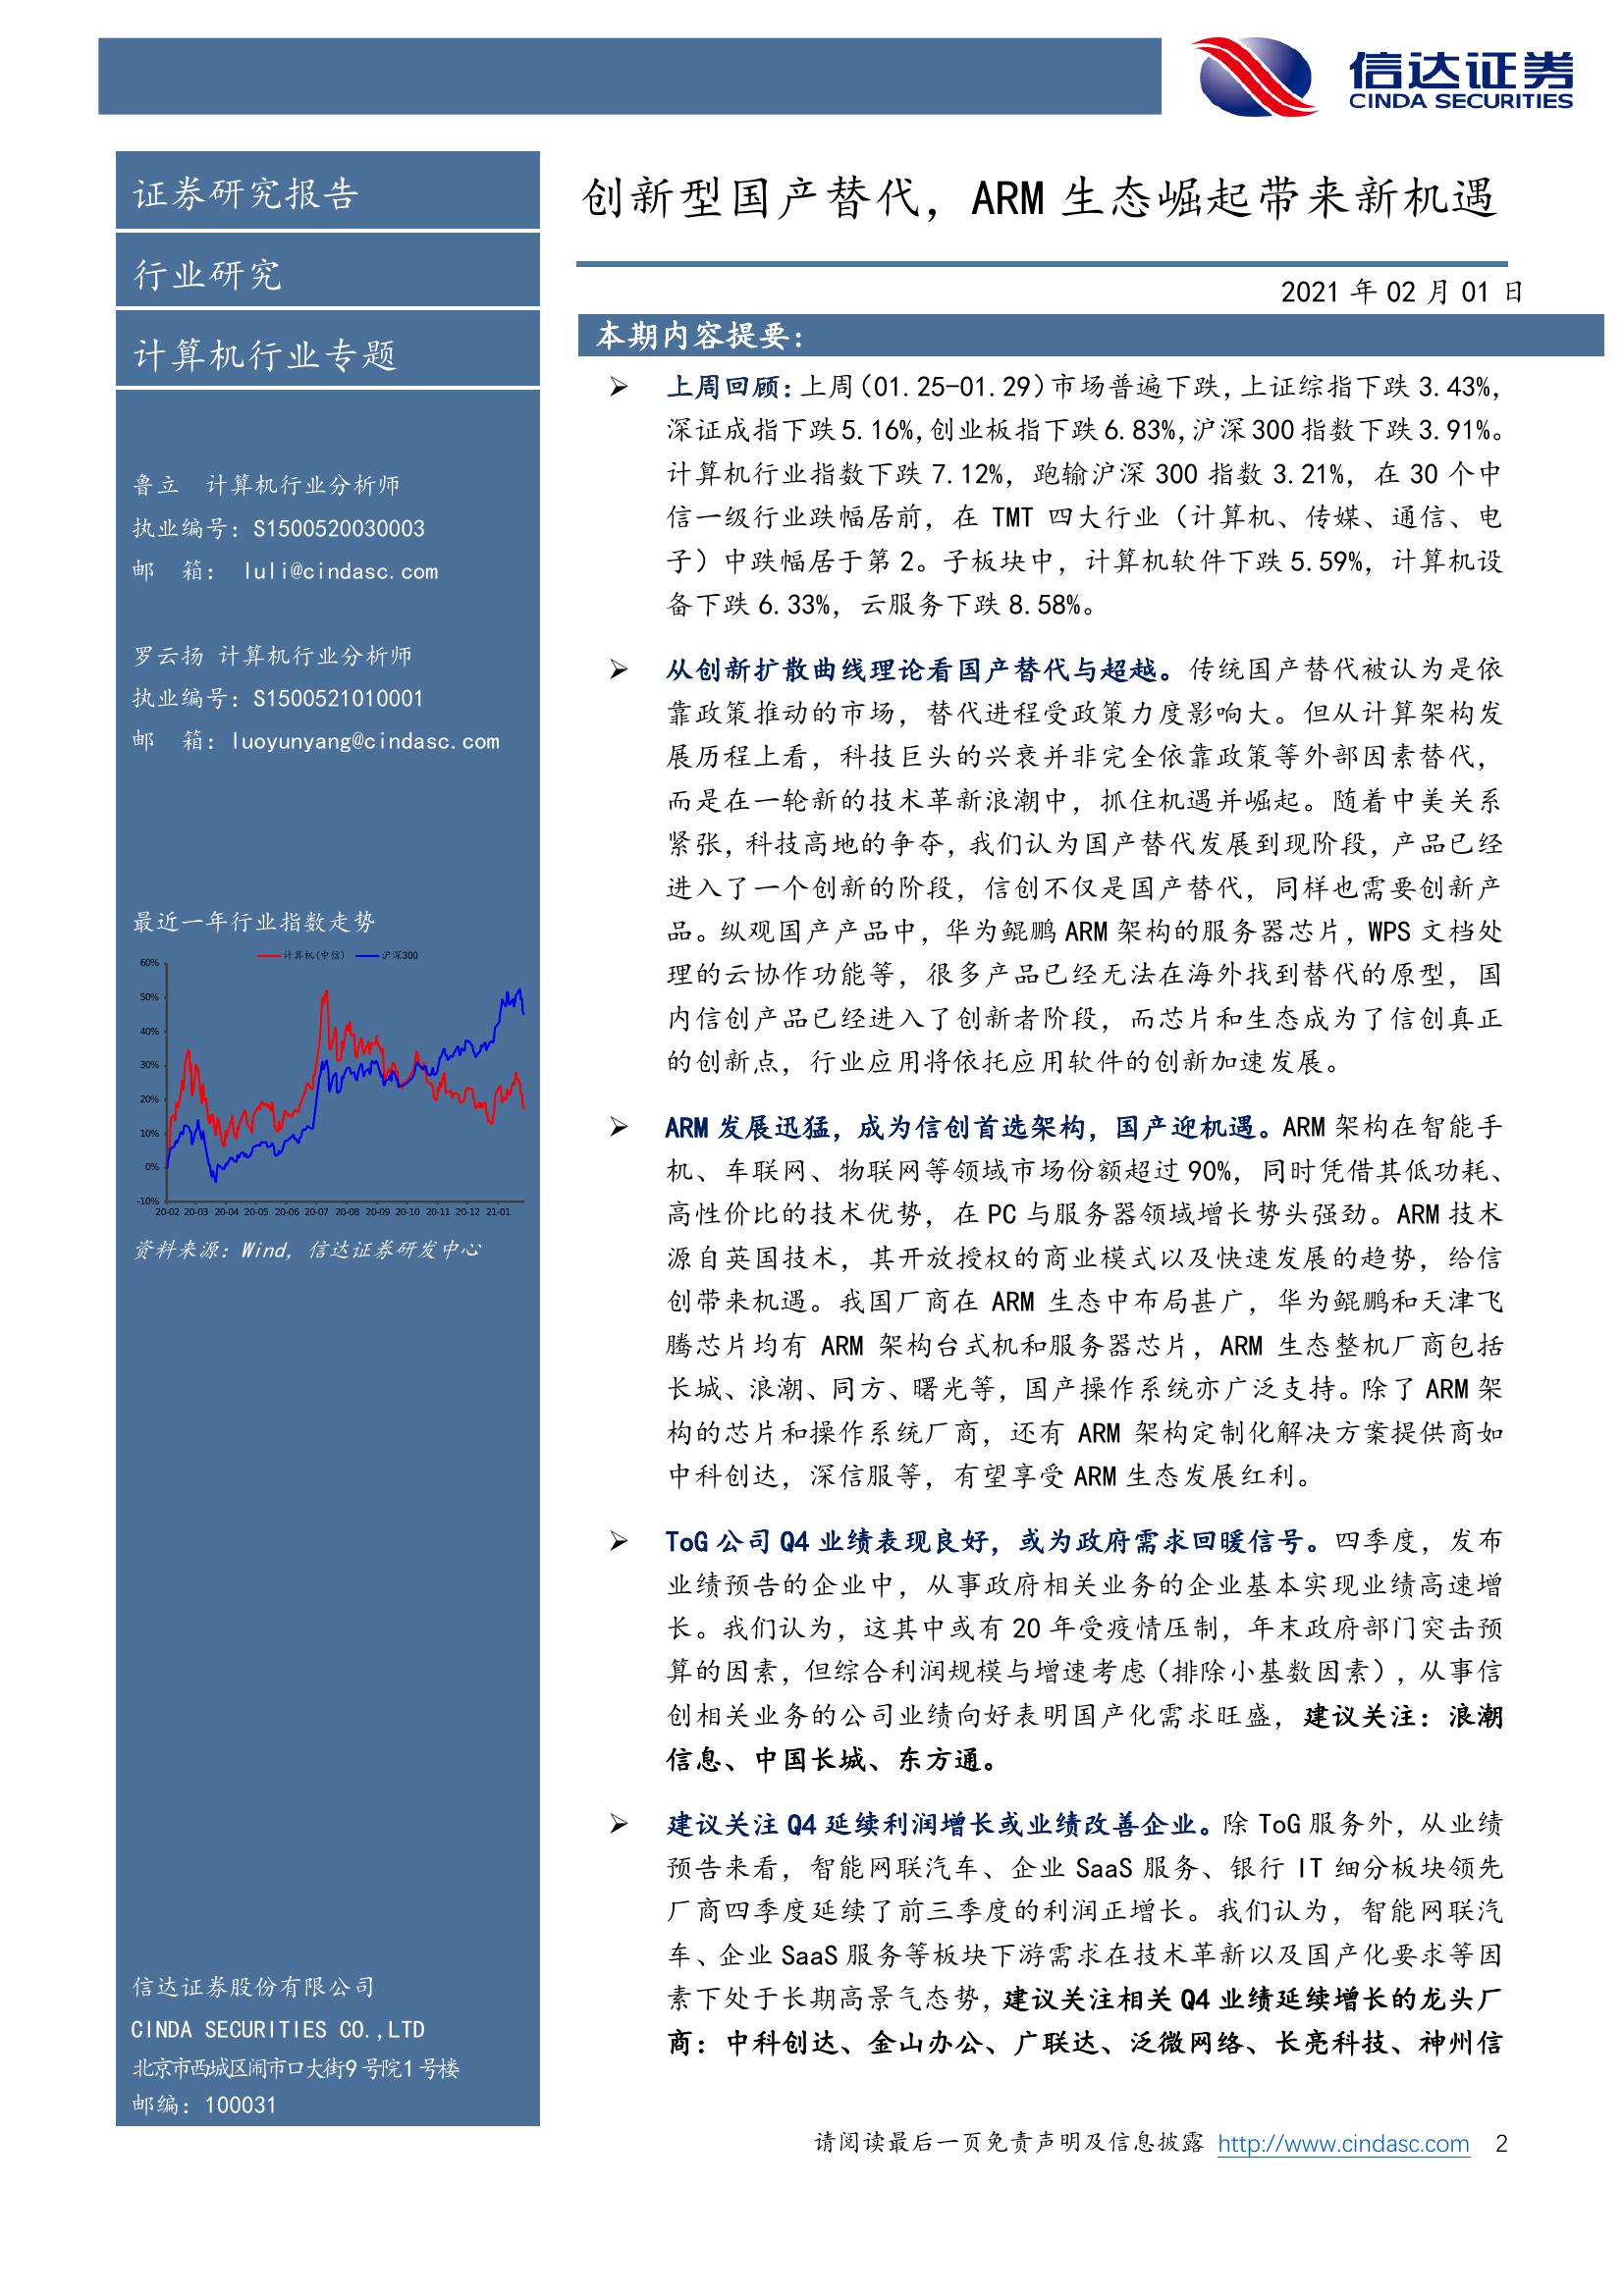 信达证券
CINDA SECURITIES
证券研究报告
行业研究
计算机行业专题
鲁立 计算机行业分析师
执业编号：S1500520030003
邮 箱： luli@cindasc.com
罗云扬 计算机行业分析师
执业编号：S1500521010001
邮 箱：luoyunyang@cindasc.com
最近一年行业指数走势
计算机(中信) 沪深300
60%
50%
40%
30%
20%
10%
0%
-10%
20-02 20-03 20-04 20-05 20-06 20-07 20-08 20-09 20-10 20-11 20-12 21-01
资料来源：Wind, 信达证券研发中心
信达证券股份有限公司
CINDA SECURITIES CO.,LTD
北京市西城区闹市口大街9号院1号楼
邮编：100031
创新型国产替代，ARM 生态崛起带来新机遇
2021 年 02 月 01 日
本期内容提要：
➢ 上周回顾：上周（01.25-01.29）市场普遍下跌，上证综指下跌 3.43%，
深证成指下跌 5.16%，创业板指下跌 6.83%，沪深 300 指数下跌 3.91%。
计算机行业指数下跌 7.12%，跑输沪深 300 指数 3.21%，在 30 个中
信一级行业跌幅居前，在 TMT 四大行业（计算机、传媒、通信、电
子）中跌幅居于第 2。子板块中，计算机软件下跌 5.59%，计算机设
备下跌 6.33%，云服务下跌 8.58%。
➢ 从创新扩散曲线理论看国产替代与超越。传统国产替代被认为是依
靠政策推动的市场，替代进程受政策力度影响大。但从计算架构发
展历程上看，科技巨头的兴衰并非完全依靠政策等外部因素替代，
而是在一轮新的技术革新浪潮中，抓住机遇并崛起。随着中美关系
紧张，科技高地的争夺，我们认为国产替代发展到现阶段，产品已经
进入了一个创新的阶段，信创不仅是国产替代，同样也需要创新产
品。纵观国产产品中，华为鲲鹏 ARM 架构的服务器芯片，WPS 文档处
理的云协作功能等，很多产品已经无法在海外找到替代的原型，国
内信创产品已经进入了创新者阶段，而芯片和生态成为了信创真正
的创新点，行业应用将依托应用软件的创新加速发展。
➢ ARM 发展迅猛，成为信创首选架构，国产迎机遇。ARM 架构在智能手
机、车联网、物联网等领域市场份额超过 90%，同时凭借其低功耗、
高性价比的技术优势，在 PC 与服务器领域增长势头强劲。ARM 技术
源自英国技术，其开放授权的商业模式以及快速发展的趋势，给信
创带来机遇。我国厂商在 ARM 生态中布局甚广，华为鲲鹏和天津飞
腾芯片均有 ARM 架构台式机和服务器芯片，ARM 生态整机厂商包括
长城、浪潮、同方、曙光等，国产操作系统亦广泛支持。除了 ARM 架
构的芯片和操作系统厂商，还有 ARM 架构定制化解决方案提供商如
中科创达，深信服等，有望享受 ARM 生态发展红利。
➢ ToG 公司 Q4 业绩表现良好，或为政府需求回暖信号。四季度，发布
业绩预告的企业中，从事政府相关业务的企业基本实现业绩高速增
长。我们认为，这其中或有 20 年受疫情压制，年末政府部门突击预
算的因素，但综合利润规模与增速考虑（排除小基数因素），从事信
创相关业务的公司业绩向好表明国产化需求旺盛，建议关注：浪潮
信息、中国长城、东方通。
➢ 建议关注 Q4 延续利润增长或业绩改善企业。除 ToG 服务外，从业绩
预告来看，智能网联汽车、企业 SaaS 服务、银行 IT 细分板块领先
厂商四季度延续了前三季度的利润正增长。我们认为，智能网联汽
车、企业 SaaS 服务等板块下游需求在技术革新以及国产化要求等因
素下处于长期高景气态势，建议关注相关 Q4 业绩延续增长的龙头厂
商：中科创达、金山办公、广联达、泛微网络、长亮科技、神州信
请阅读最后一页免责声明及信息披露 http://www.cindasc.com 2